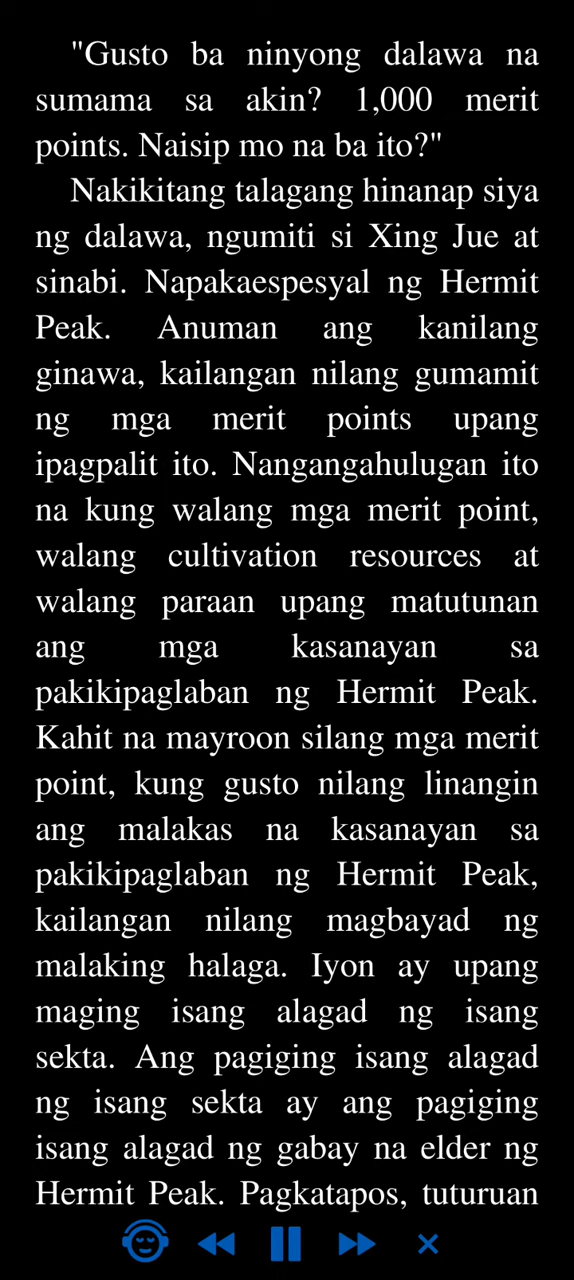 "Gusto ba ninyong dalawa na
sumama sa akin? 1,000 merit
points. Naisip mo na ba ito?"
Nakikitang talagang hinanap siya
ng dalawa, ngumiti si Xing Jue at
sinabi. Napakaespesyal ng Hermit
Peak. Anuman ang kanilang
ginawa, kailangan nilang gumamit
ng mga merit points upang
ipagpalit ito. Nangangahulugan ito
na kung walang mga merit point,
walang cultivation resources at
walang paraan upang matutunan
ang mga kasanayan sa
pakikipaglaban ng Hermit Peak.
Kahit na mayroon silang mga merit
point, kung gusto nilang linangin
ang malakas na kasanayan sa
pakikipaglaban ng Hermit Peak,
kailangan nilang magbayad ng
malaking halaga. Iyon ay upang
maging isang alagad ng isang
sekta. Ang pagiging isang alagad
ng isang sekta ay ang pagiging
isang alagad ng gabay na elder ng
Hermit Peak. Pagkatapos, tuturuan